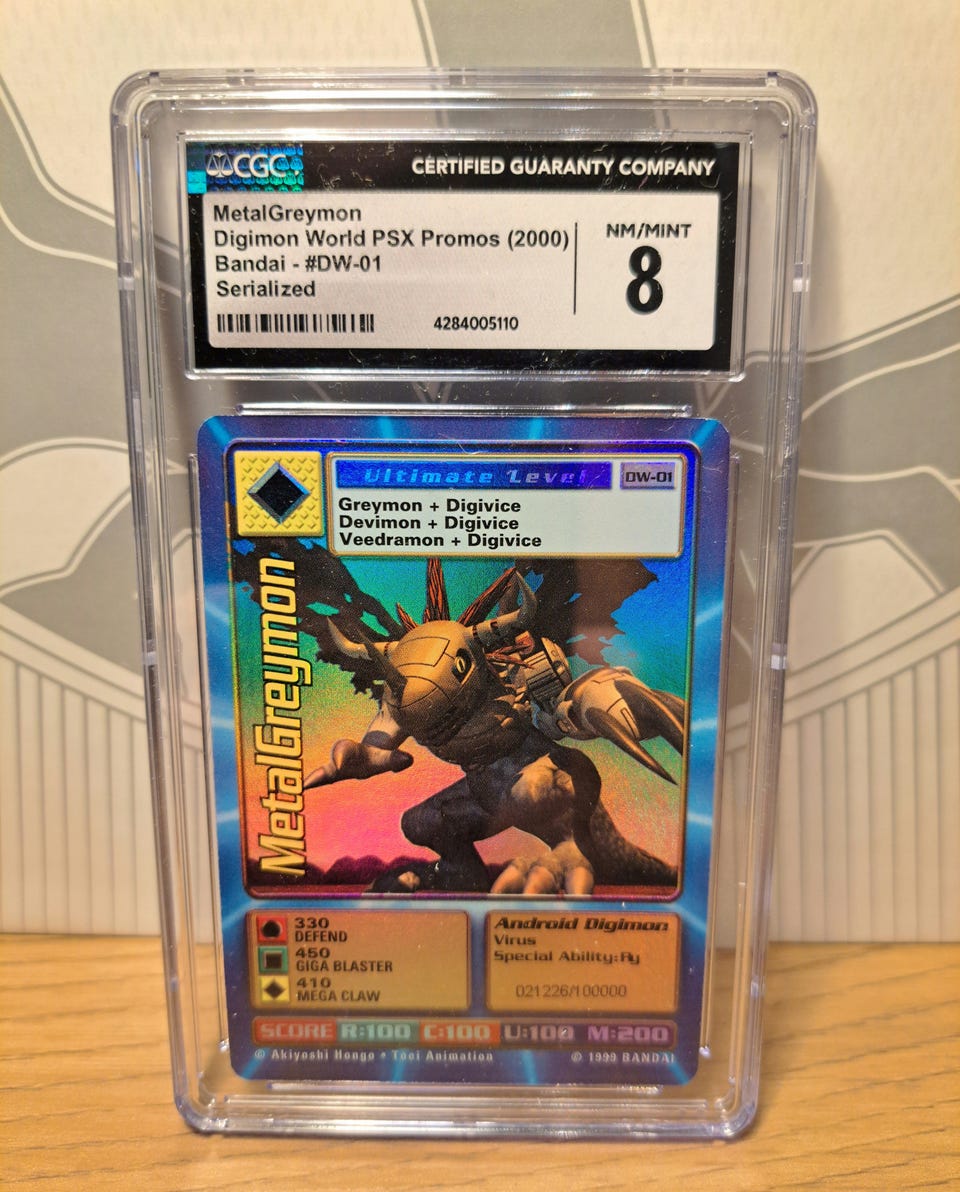 CGC
CERTIFIED GUARANTY COMPANY
MetalGreymon
Digimon World PSX Promos (2000)
Bandai - #DW-01
Serialized
NM/MINT
8
4284005110
Ultimate Level
DW-01
Greymon + Digivice
Devimon + Digivice
Veedramon + Digivice
MetalGreymon
330
DEFEND
450
GIGA BLASTER
410
MEGA CLAW
Android Digimon
Virus
Special Ability:Ay
021226/100000
SCORE R:100 C:100 U:100 M:200
© Akiyoshi Hongo • Toei Animation
© 1999 BANDAI